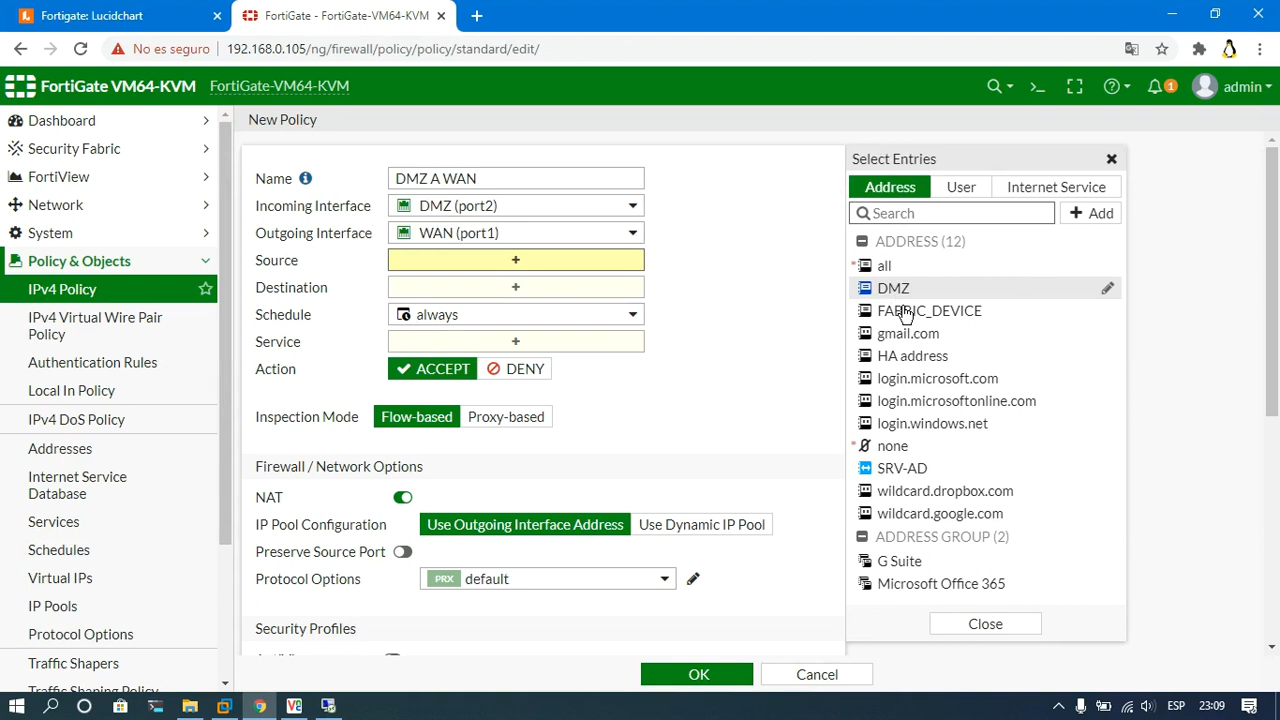 Fortigate: Lucidchart
FortiGate - FortiGate-VM64-KVM
No es seguro
192.168.0.105/ng/firewall/policy/policy/standard/edit/
FortiGate VM64-KVM
FortiGate-VM64-KVM
1
admin
Dashboard
Security Fabric
FortiView
Network
System
Policy & Objects
IPv4 Policy
IPv4 Virtual Wire Pair
Policy
Authentication Rules
Local In Policy
IPv4 DoS Policy
Addresses
Internet Service
Database
Services
Schedules
Virtual IPs
IP Pools
Protocol Options
Traffic Shapers
Traffic Shaping Policy
New Policy
Name
DMZ A WAN
Incoming Interface
DMZ (port2)
Outgoing Interface
WAN (port1)
Source
+
Destination
+
Schedule
always
Service
+
Action
ACCEPT
DENY
Inspection Mode
Flow-based
Proxy-based
Firewall / Network Options
NAT
IP Pool Configuration
Use Outgoing Interface Address
Use Dynamic IP Pool
Preserve Source Port
Protocol Options
PRX default
Security Profiles
OK
Cancel
Select Entries
Address
User
Internet Service
Search
Add
ADDRESS (12)
all
DMZ
FABRIC_DEVICE
gmail.com
HA address
login.microsoft.com
login.microsoftonline.com
login.windows.net
none
SRV-AD
wildcard.dropbox.com
wildcard.google.com
ADDRESS GROUP (2)
G Suite
Microsoft Office 365
Close
ESP
23:09